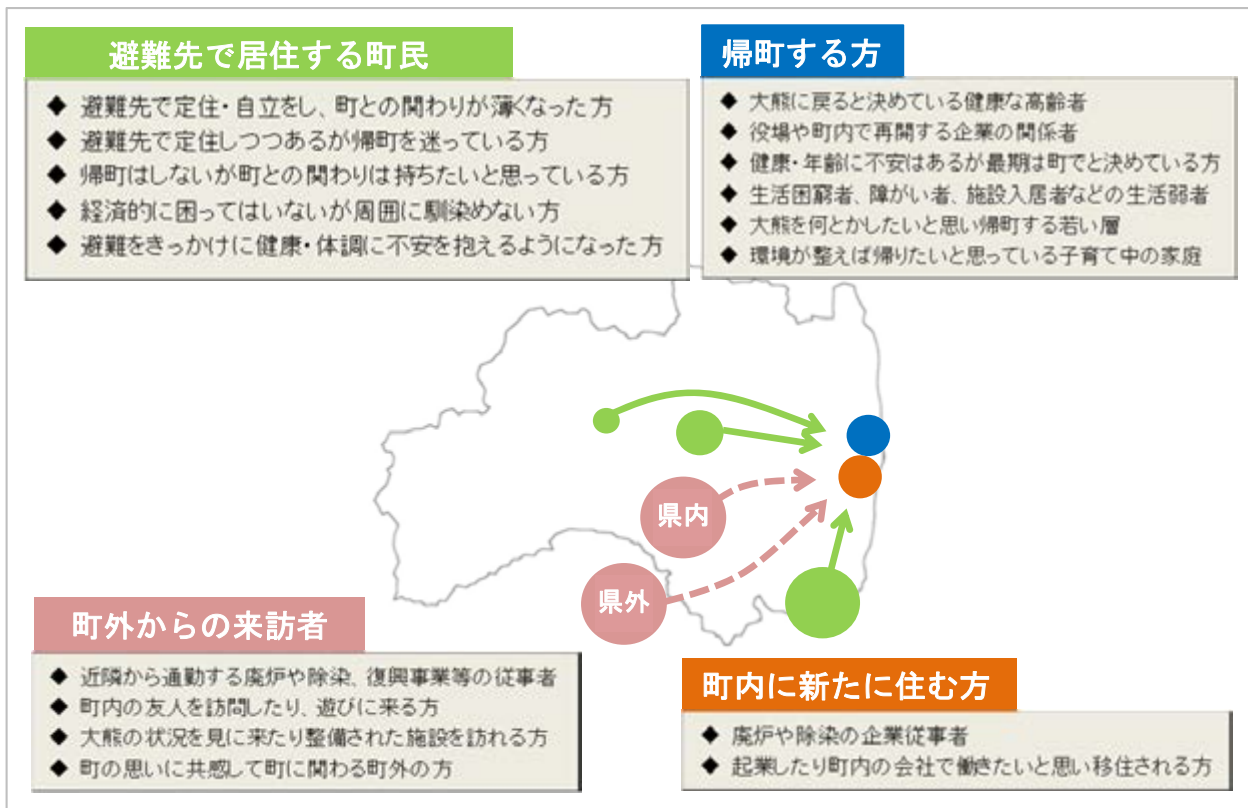 避難先で居住する町民
◆ 避難先で定住・自立をし、町との関わりが薄くなった方
◆ 避難先で定住しつつあるが帰町を迷っている方
◆ 帰町はしないが町との関わりは持ちたいと思っている方
◆ 経済的に困ってはいないが周囲に馴染めない方
◆ 避難をきっかけに健康・体調に不安を抱えるようになった方
帰町する方
◆ 大熊に戻ると決めている健康な高齢者
◆ 役場や町内で再開する企業の関係者
◆ 健康・年齢に不安はあるが最期は町でと決めている方
◆ 生活困窮者、障がい者、施設入居者などの生活弱者
◆ 大熊を何とかしたいと思い帰町する若い層
◆ 環境が整えば帰りたいと思っている子育て中の家庭
県内
県外
町外からの来訪者
◆ 近隣から通勤する廃炉や除染、復興事業等の従事者
◆ 町内の友人を訪問したり、遊びに来る方
◆ 大熊の状況を見に来たり整備された施設を訪れる方
◆ 町の思いに共感して町に関わる町外の方
町内に新たに住む方
◆ 廃炉や除染の企業従事者
◆ 起業したり町内の会社で働きたいと思い移住される方